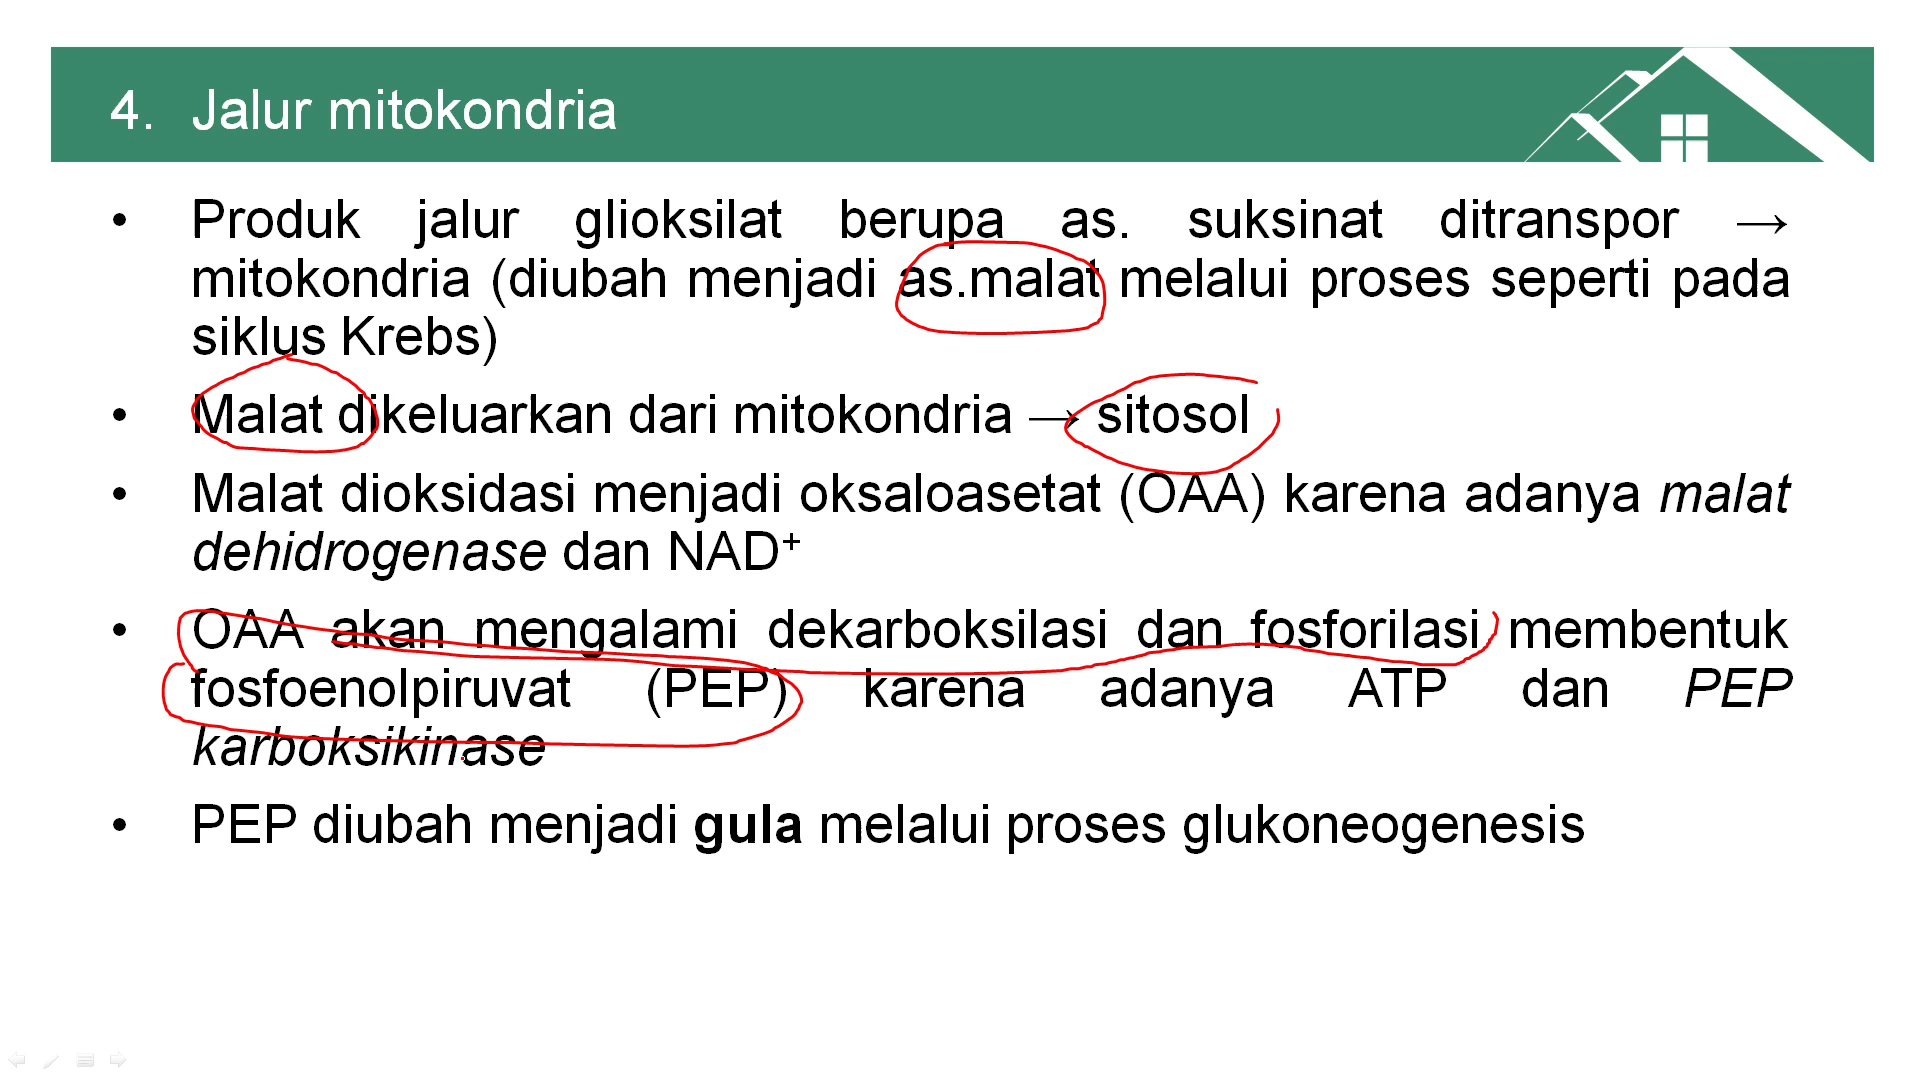 4. Jalur mitokondria
• Produk jalur glioksilat berupa as. suksinat ditranspor →
mitokondria (diubah menjadi as.malat melalui proses seperti pada
siklus Krebs)
• Malat dikeluarkan dari mitokondria → sitosol
• Malat dioksidasi menjadi oksaloasetat (OAA) karena adanya malat
dehidrogenase dan NAD⁺
• OAA akan mengalami dekarboksilasi dan fosforilasi membentuk
fosfoenolpiruvat (PEP) karena adanya ATP dan PEP
karboksikinase
• PEP diubah menjadi gula melalui proses glukoneogenesis